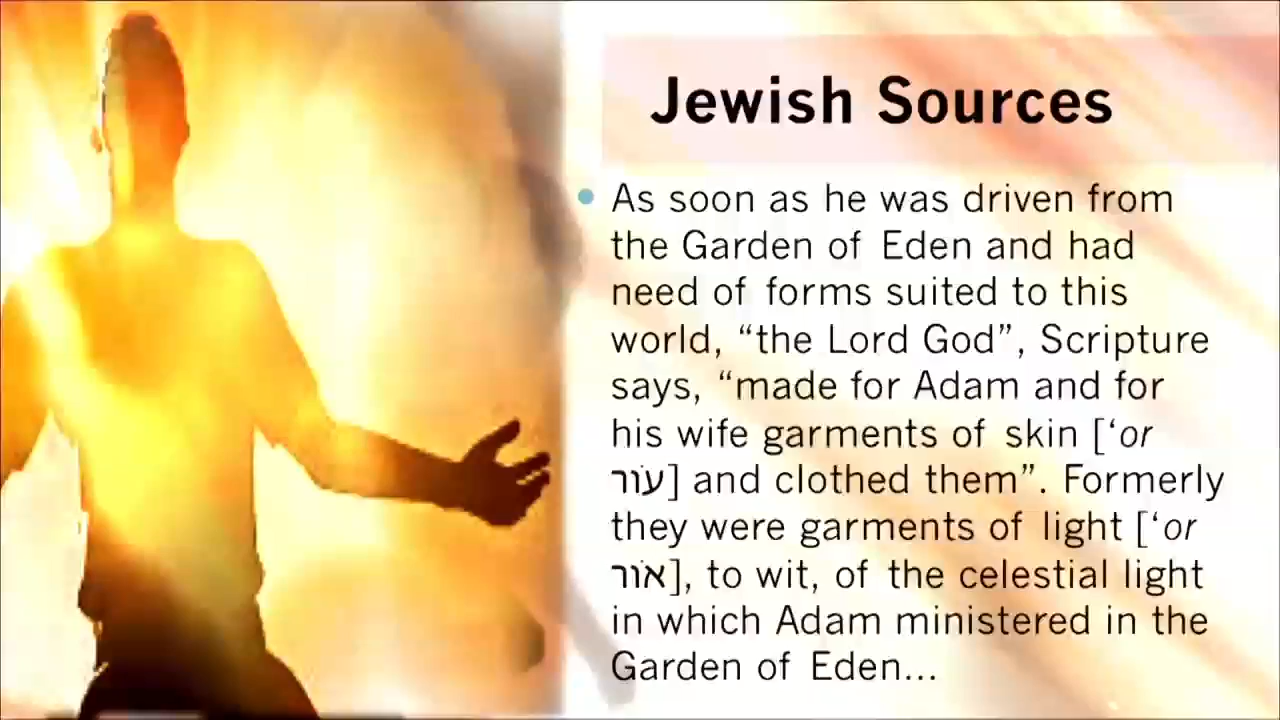 Jewish Sources
• As soon as he was driven from
the Garden of Eden and had
need of forms suited to this
world, “the Lord God”, Scripture
says, “made for Adam and for
his wife garments of skin [‘or
עוֹר] and clothed them”. Formerly
they were garments of light [‘or
אוֹר], to wit, of the celestial light
in which Adam ministered in the
Garden of Eden...